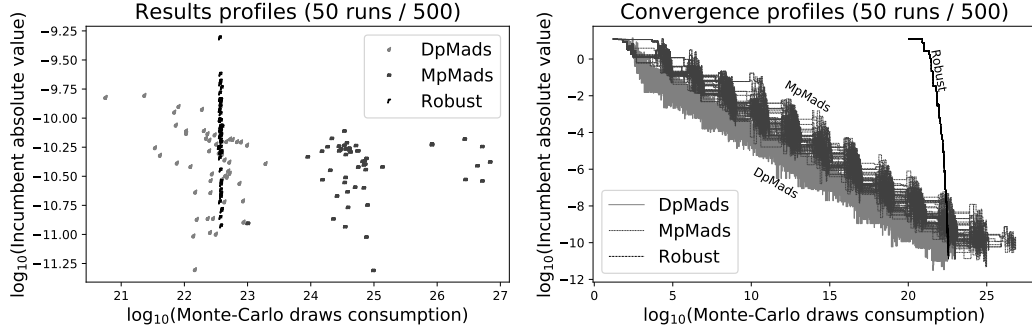 Results profiles (50 runs / 500)
log10(Incumbent absolute value)
-9.25
-9.50
-9.75
-10.00
-10.25
-10.50
-10.75
-11.00
-11.25
DpMads
MpMads
Robust
21 22 23 24 25 26 27
log10(Monte-Carlo draws consumption)
Convergence profiles (50 runs / 500)
log10(Incumbent absolute value)
0
−2
−4
−6
−8
−10
−12
Robust
MpMads
DpMads
DpMads
MpMads
Robust
0 5 10 15 20 25
log10(Monte-Carlo draws consumption)